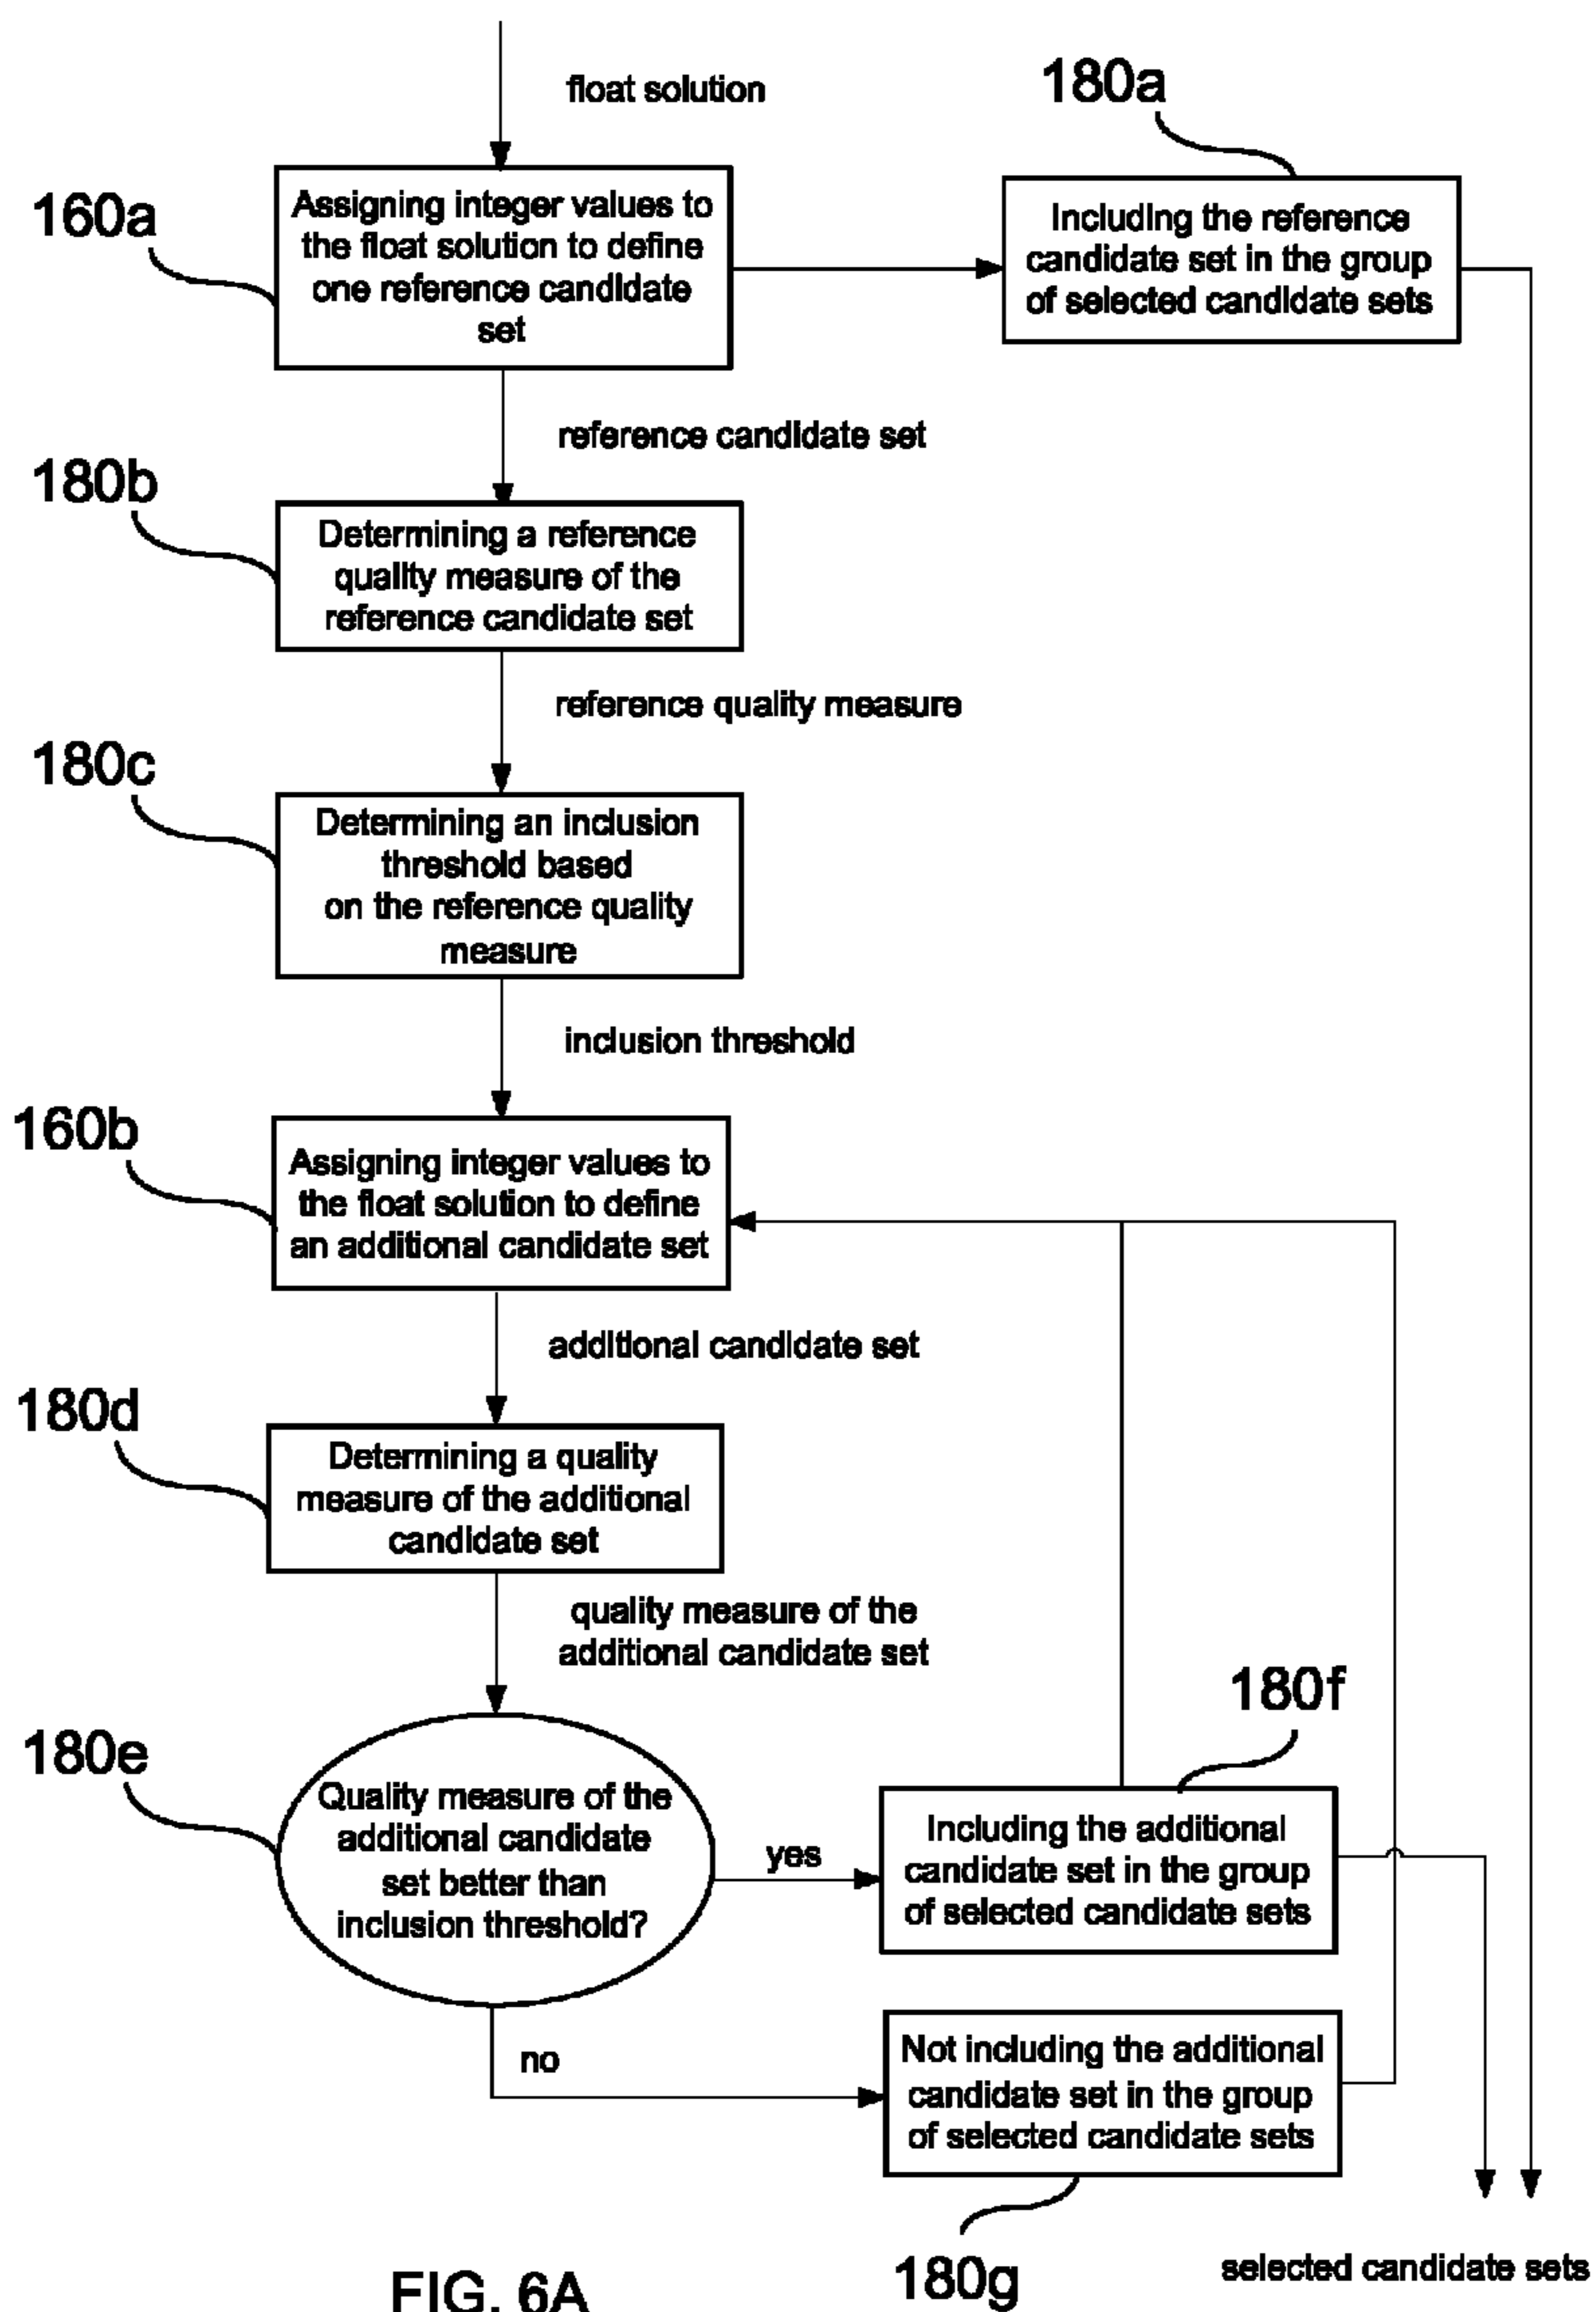 float solution
180a
160a
Assigning integer values to
the float solution to define
one reference candidate
set
Including the reference
candidate set in the group
of selected candidate sets
reference candidate set
180b
Determining a reference
quality measure of the
reference candidate set
reference quality measure
180c
Determining an inclusion
threshold based
on the reference quality
measure
inclusion threshold
160b
Assigning integer values to
the float solution to define
an additional candidate set
additional candidate set
180d
Determining a quality
measure of the additional
candidate set
quality measure of the
additional candidate set
180e
Quality measure of the
additional candidate
set better than
inclusion threshold?
yes
180f
Including the additional
candidate set in the group
of selected candidate sets
no
Not including the additional
candidate set in the group
of selected candidate sets
180g
selected candidate sets
FIG. 6A